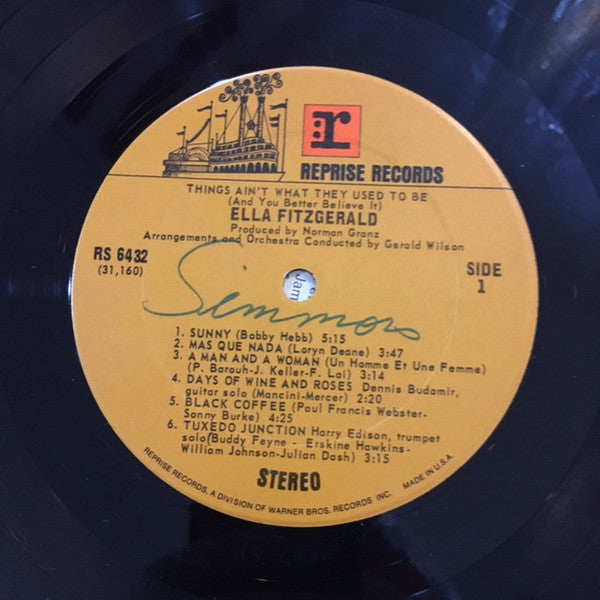 :r
REPRISE RECORDS
THINGS AIN'T WHAT THEY USED TO BE
(And You Better Believe It)
ELLA FITZGERALD
Produced by Norman Granz
Arrangements and Orchestra Conducted by Gerald Wilson
RS 6432
(31,160)
SIDE
1
Simmons
Jam
1. SUNNY (Bobby Hebb) 5:15
2. MAS QUE NADA (Loryn Deane) 3:47
3. A MAN AND A WOMAN (Un Homme Et Une Femme)
(P. Barouh-J. Keller-F. Lai) 3:14
4. DAYS OF WINE AND ROSES Dennis Budamir,
guitar solo (Mancini-Mercer) 2:20
5. BLACK COFFEE (Paul Francis Webster-
Sonny Burke) 4:25
6. TUXEDO JUNCTION Harry Edison, trumpet
solo(Buddy Feyne - Erskine Hawkins-
William Johnson-Julian Dash) 3:15
STEREO
REPRISE RECORDS, A DIVISION OF WARNER BROS. RECORDS INC. MADE IN U.S.A.